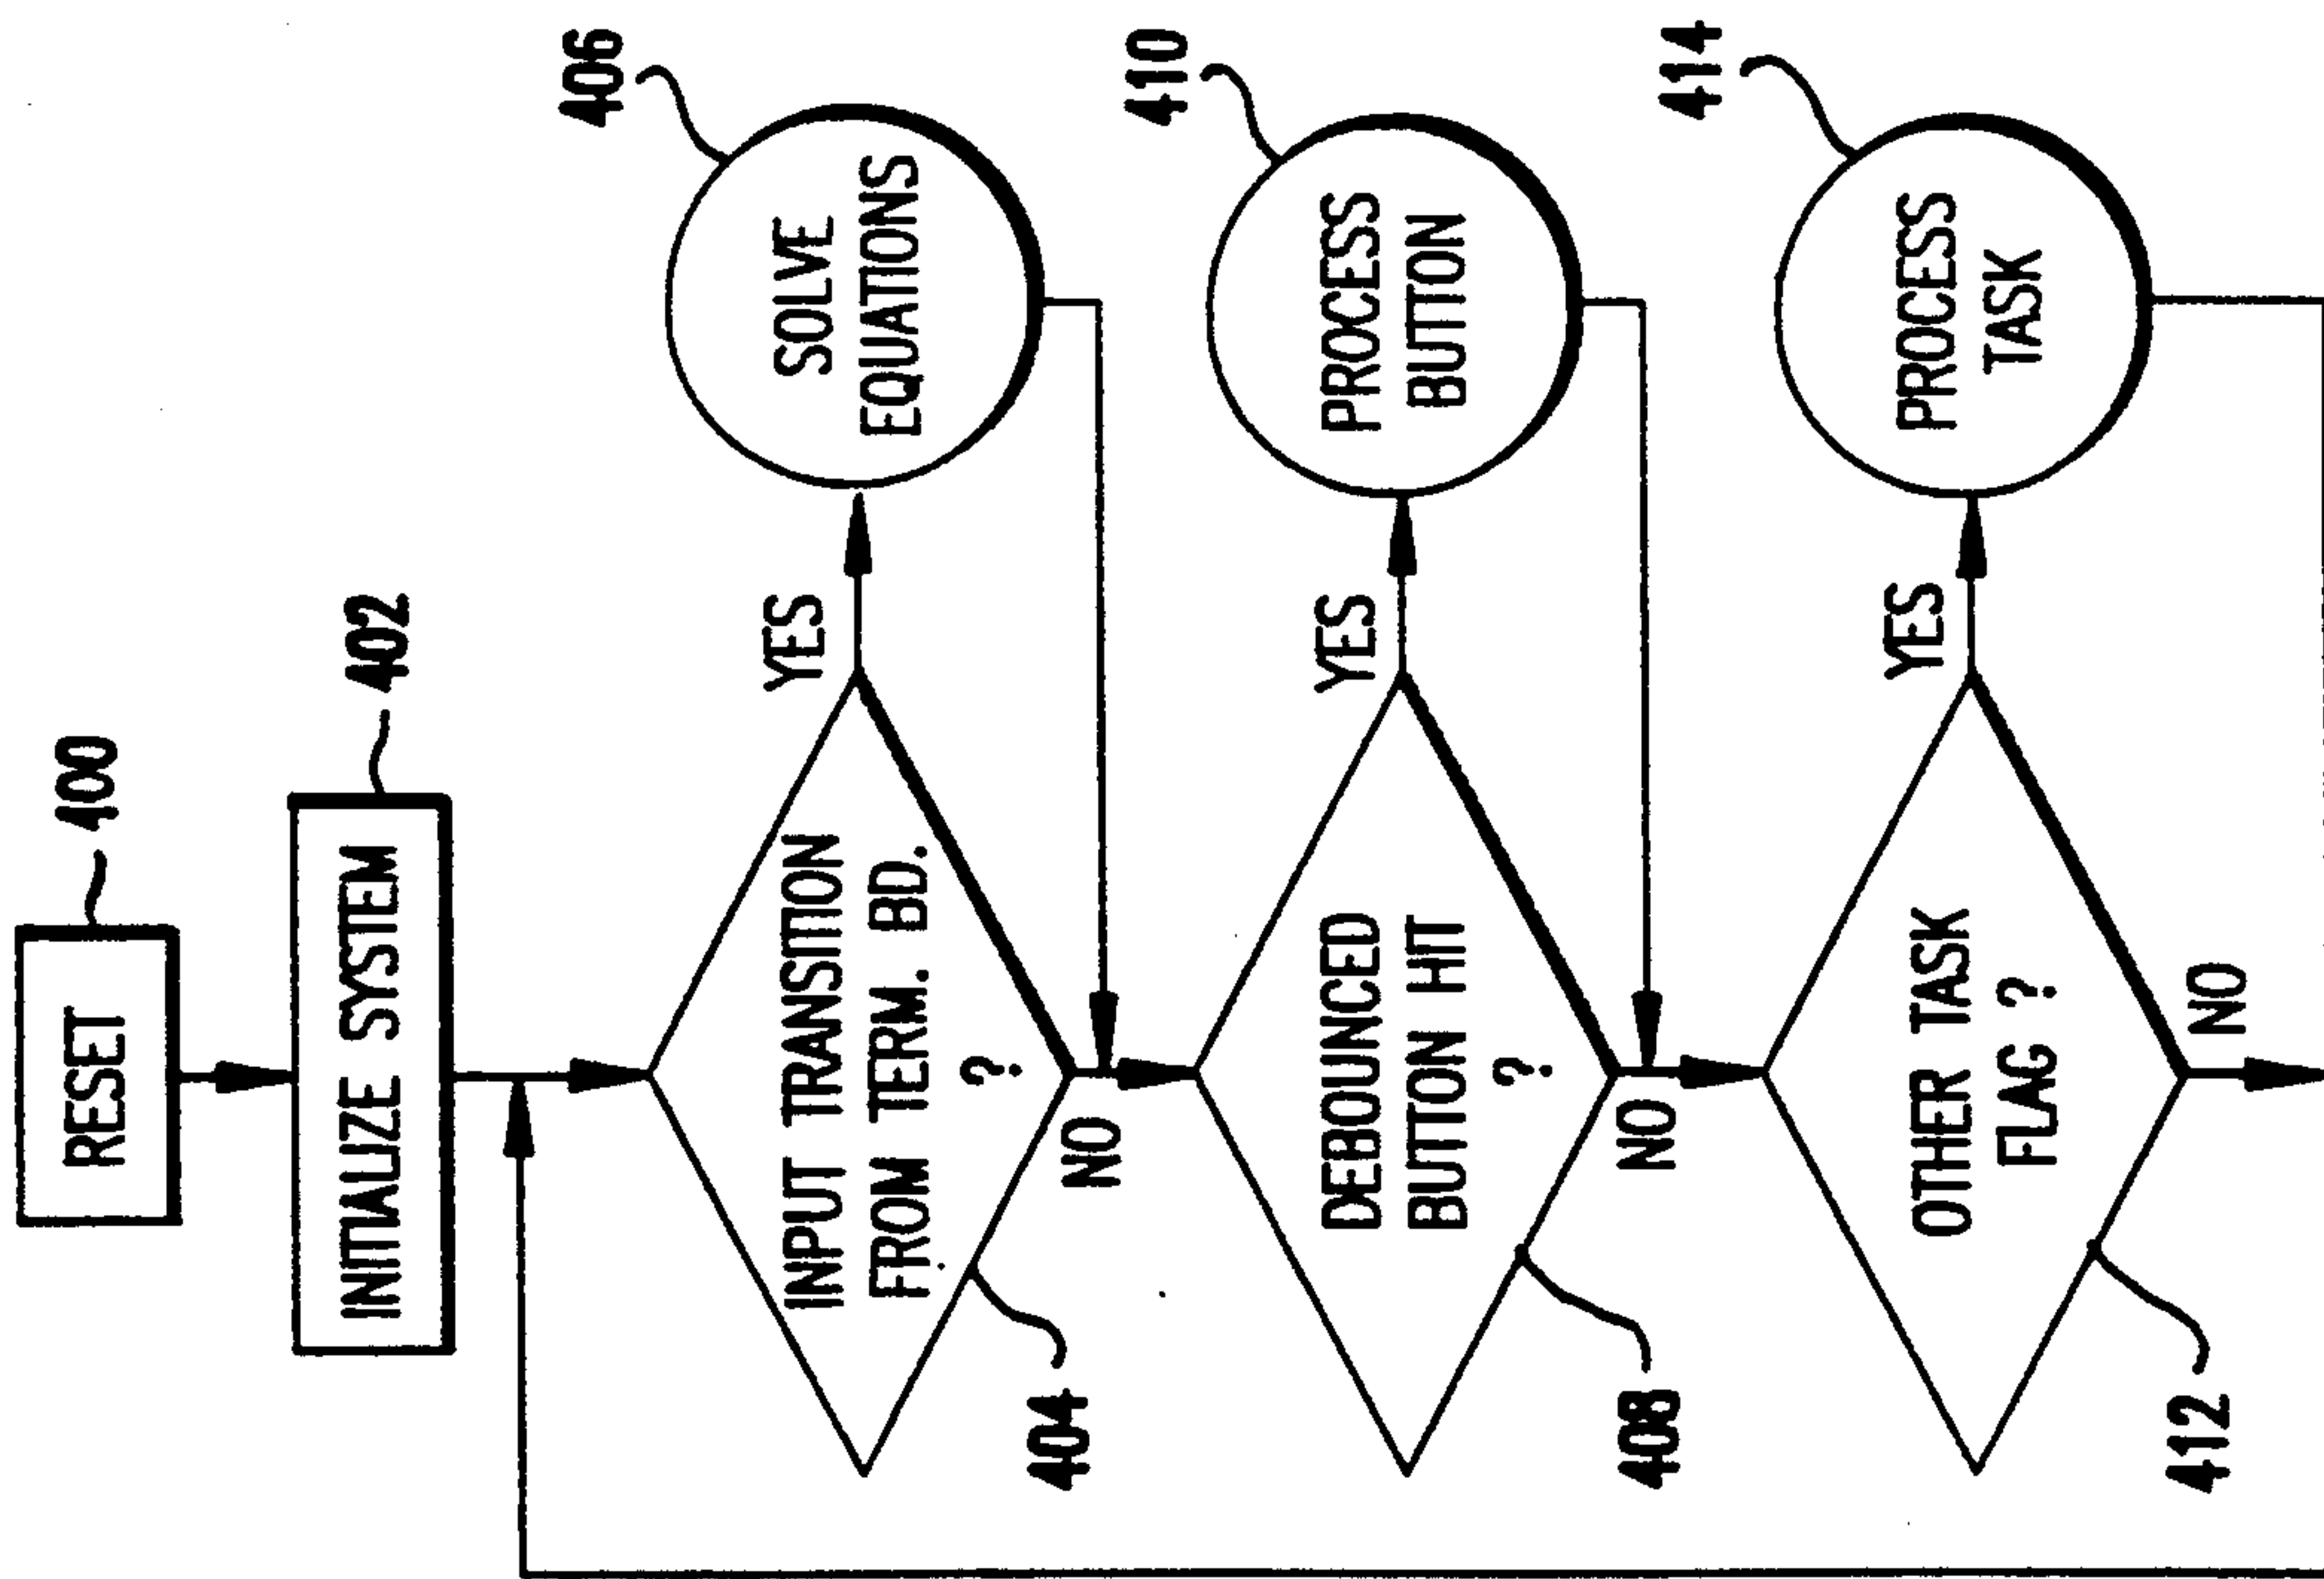 400
RESET
402
INITIALIZE SYSTEM
INPUT TRANSITION
FROM TERM. BD.
?
404
YES
NO
406
SOLVE
EQUATIONS
DEBOUNCED
BUTTON HIT
?
408
YES
NO
410
PROCESS
BUTTON
OTHER TASK
FLAG ?
412
YES
NO
414
PROCESS
TASK